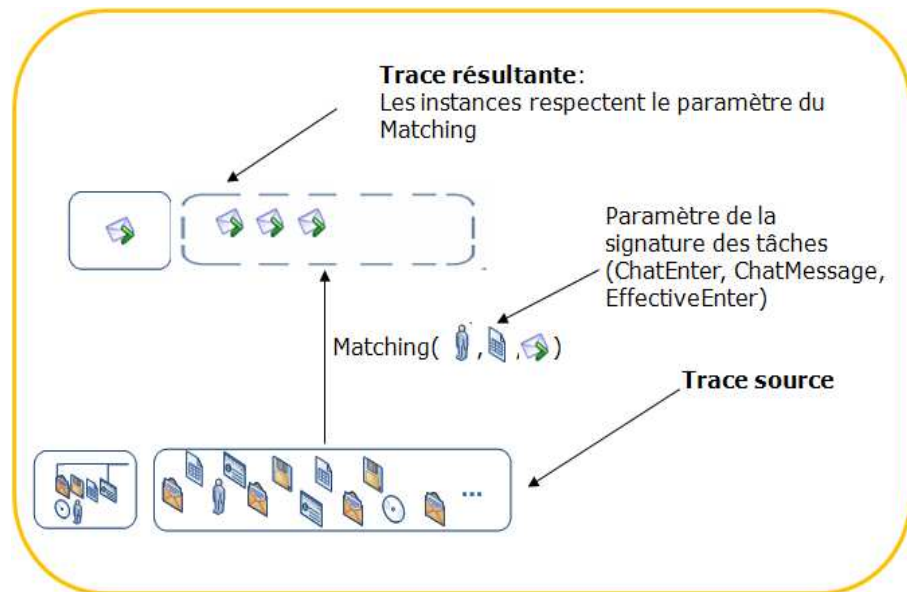 Trace résultante:
Les instances respectent le paramètre du
Matching
Paramètre de la
signature des tâches
(ChatEnter, ChatMessage,
EffectiveEnter)
Matching( , , )
Trace source
...